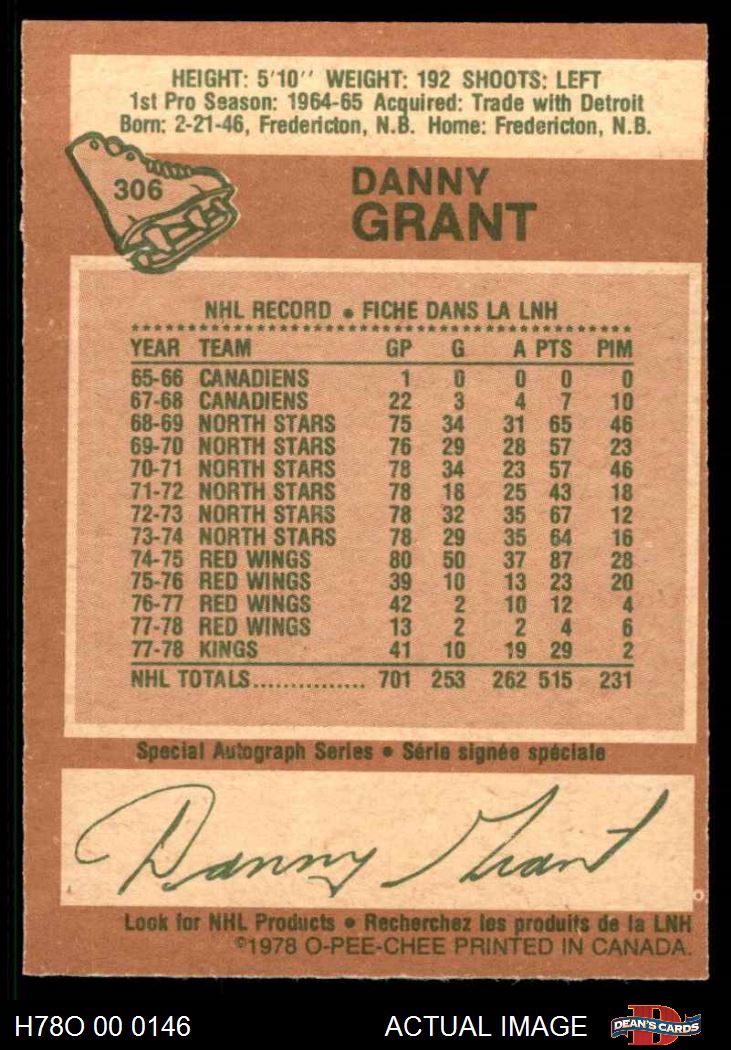 HEIGHT: 5'10'' WEIGHT: 192 SHOOTS: LEFT
1st Pro Season: 1964-65 Acquired: Trade with Detroit
Born: 2-21-46, Fredericton, N.B. Home: Fredericton, N.B.
306
DANNY
GRANT
NHL RECORD • FICHE DANS LA LNH
YEAR TEAM GP G A PTS PIM
65-66 CANADIENS 1 0 0 0 0
67-68 CANADIENS 22 3 4 7 10
68-69 NORTH STARS 75 34 31 65 46
69-70 NORTH STARS 76 29 28 57 23
70-71 NORTH STARS 78 34 23 57 46
71-72 NORTH STARS 78 18 25 43 18
72-73 NORTH STARS 78 32 35 67 12
73-74 NORTH STARS 78 29 35 64 16
74-75 RED WINGS 80 50 37 87 28
75-76 RED WINGS 39 10 13 23 20
76-77 RED WINGS 42 2 10 12 4
77-78 RED WINGS 13 2 2 4 6
77-78 KINGS 41 10 19 29 2
NHL TOTALS............... 701 253 262 515 231
Special Autograph Series • Série signée spéciale
Danny Grant
Look for NHL Products • Recherchez les produits de la LNH
©1978 O-PEE-CHEE PRINTED IN CANADA.
H78O 00 0146
ACTUAL IMAGE
DEAN'S CARDS